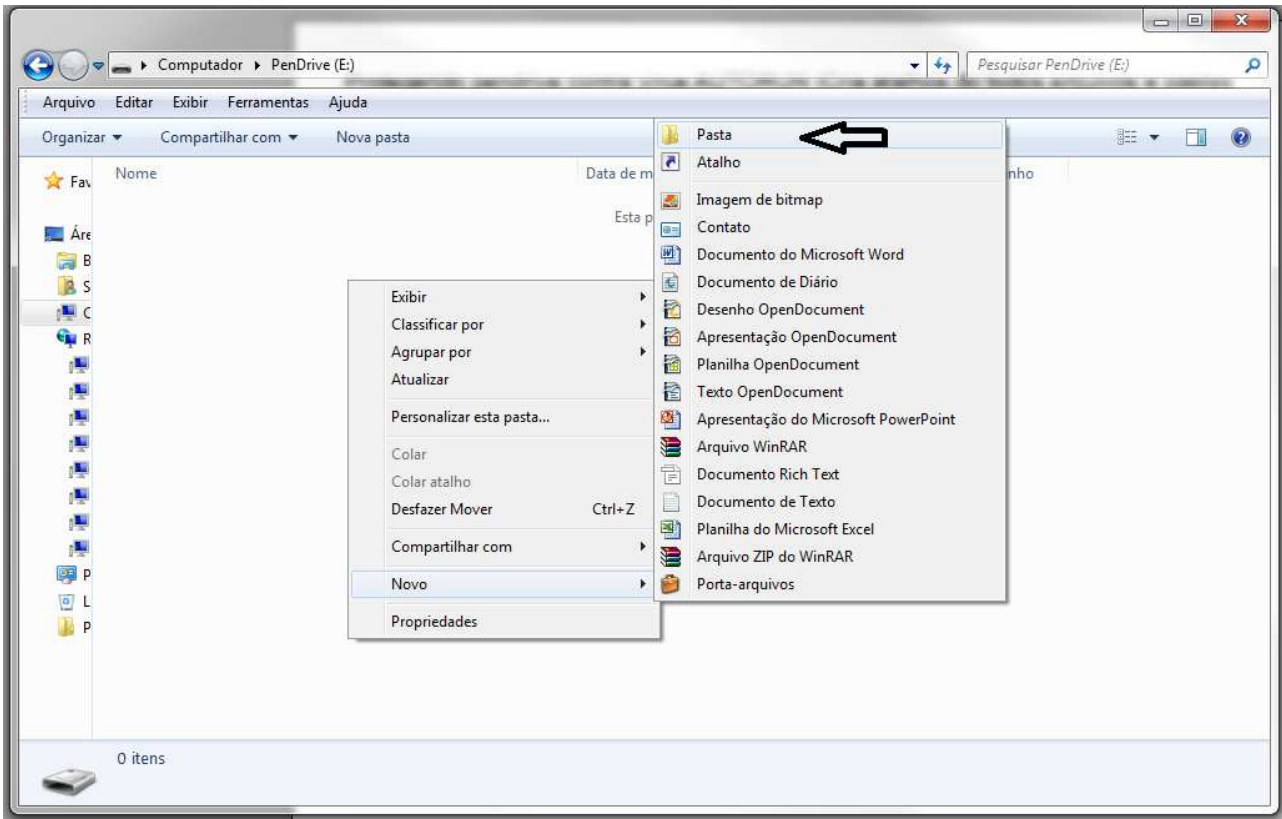 Computador ▸ PenDrive (E:)
Pesquisar PenDrive (E:)
Arquivo Editar Exibir Ferramentas Ajuda
Organizar Compartilhar com Nova pasta
Nome Data de m nho
Esta p
Fav
Áre
B
S
C
R
P
L
P
Exibir
Classificar por
Agrupar por
Atualizar
Personalizar esta pasta...
Colar
Colar atalho
Desfazer Mover Ctrl+Z
Compartilhar com
Novo
Propriedades
Pasta
Atalho
Imagem de bitmap
Contato
Documento do Microsoft Word
Documento de Diário
Desenho OpenDocument
Apresentação OpenDocument
Planilha OpenDocument
Texto OpenDocument
Apresentação do Microsoft PowerPoint
Arquivo WinRAR
Documento Rich Text
Documento de Texto
Planilha do Microsoft Excel
Arquivo ZIP do WinRAR
Porta-arquivos
0 itens